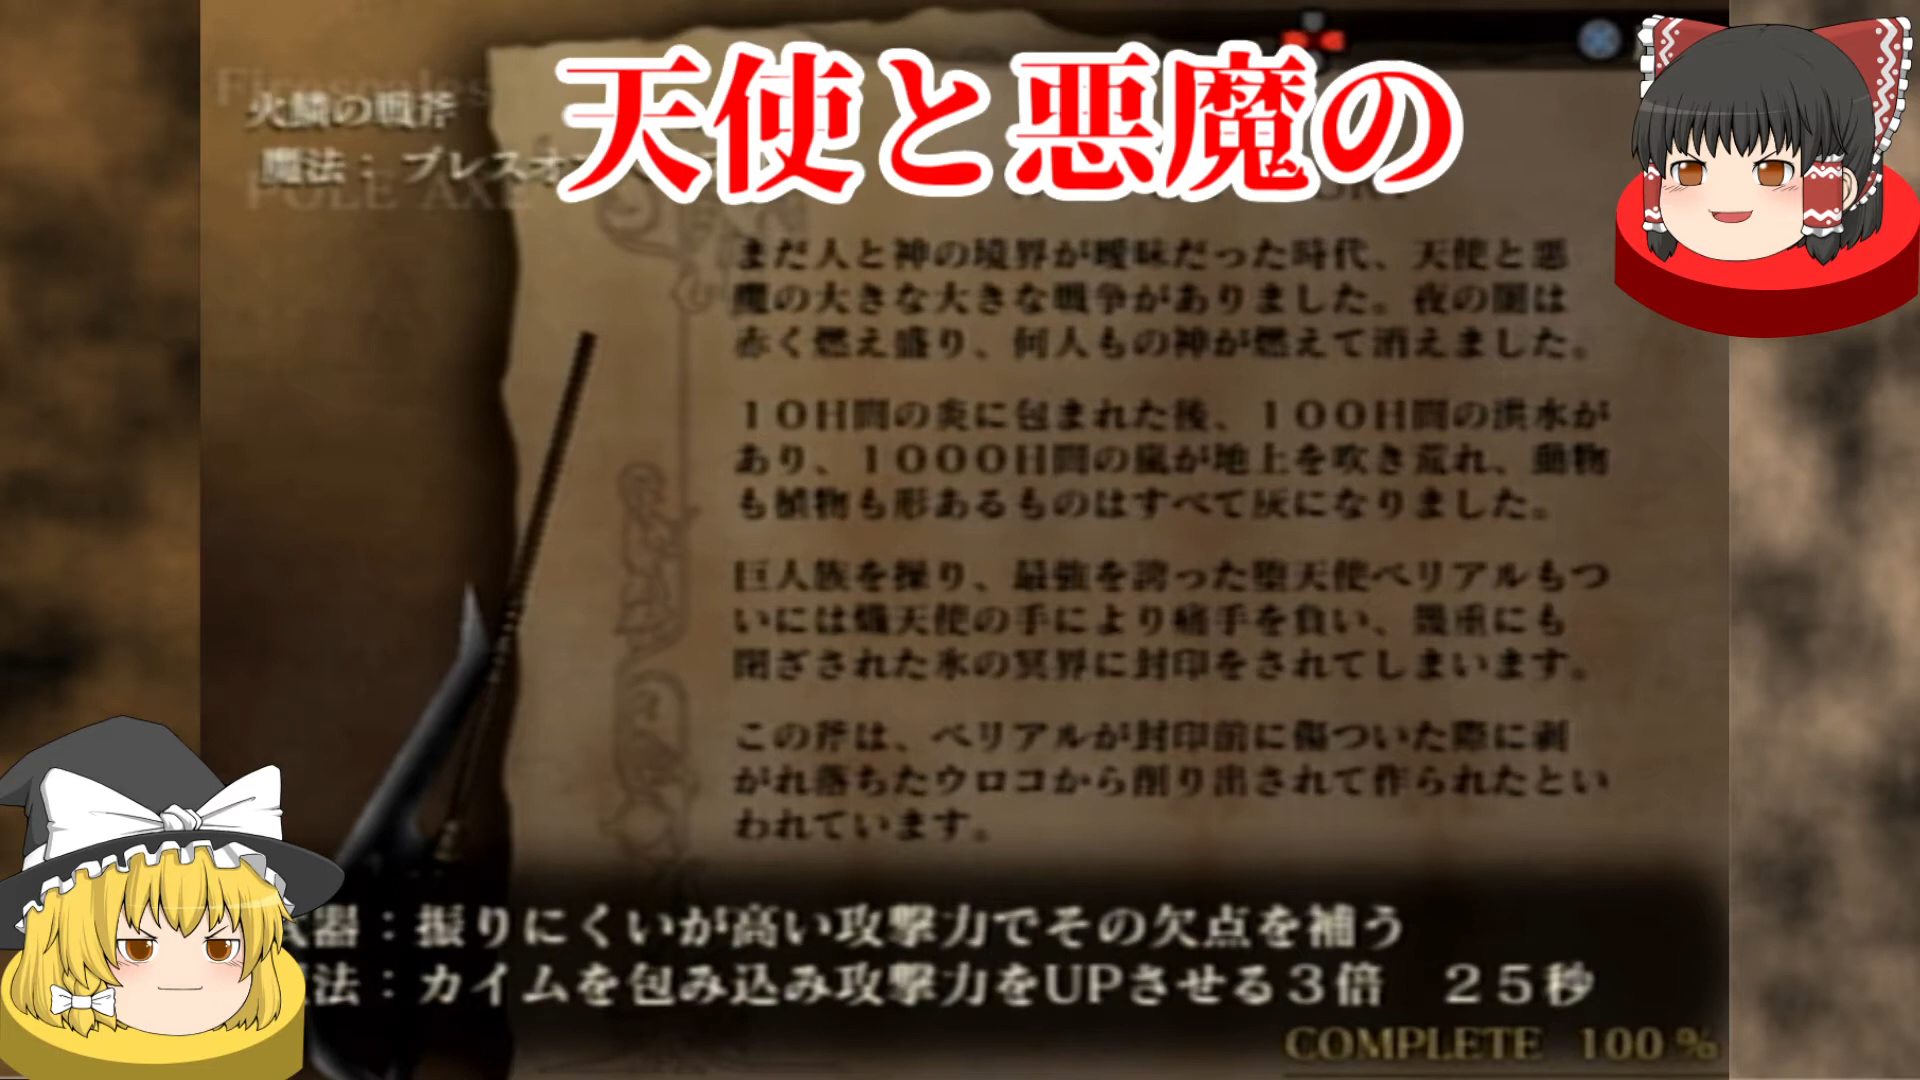 天使と悪魔の
火鱗の戦斧
魔法：ブレスオ
POLE AXE
まだ人と神の境界が曖昧だった時代、天使と悪
魔の大きな大きな戦争がありました。夜の闇は
赤く燃え盛り、何人もの神が燃えて消えました。
１０日間の炎に包まれた後、１００日間の洪水が
あり、１０００日間の嵐が地上を吹き荒れ、動物
も植物も形あるものはすべて灰になりました。
巨人族を操り、最強を誇った堕天使ベリアルもつ
いには熾天使の手により痛手を負い、幾重にも
閉ざされた氷の冥界に封印をされてしまいます。
この斧は、ベリアルが封印前に傷ついた際に剥
がれ落ちたウロコから削り出されて作られたとい
われています。
器：振りにくいが高い攻撃力でその欠点を補う
法：カイムを包み込み攻撃力をUPさせる３倍　２５秒
COMPLETE 100％